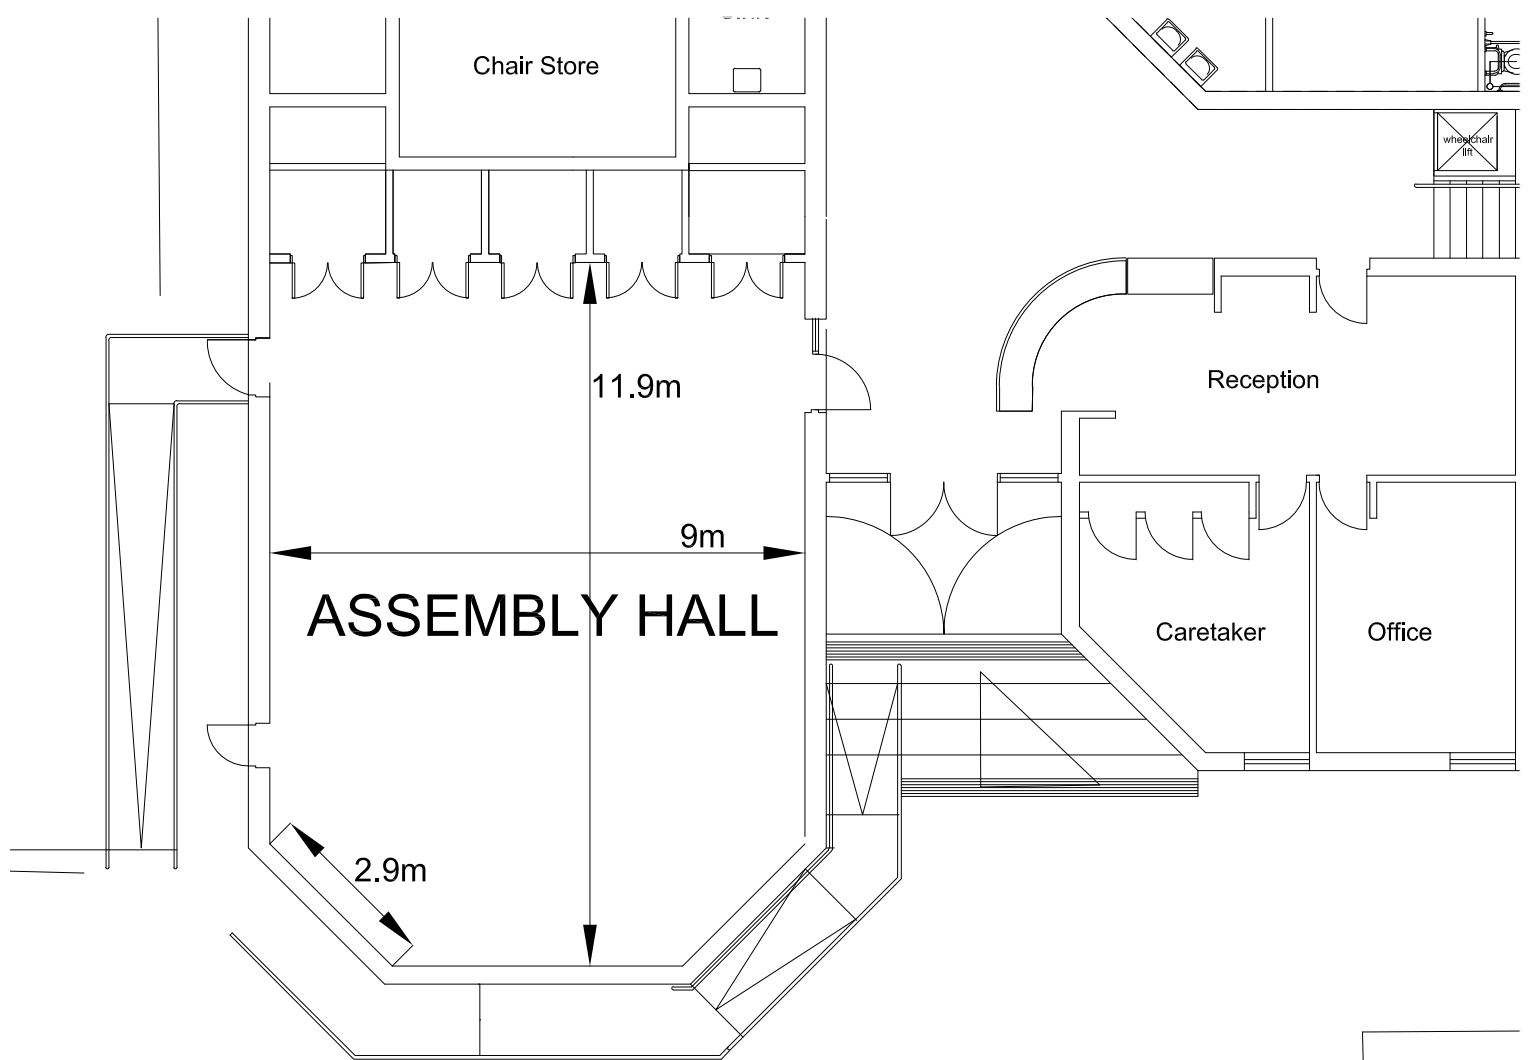 Chair Store
wheelchair
lift
11.9m
Reception
9m
ASSEMBLY HALL
Caretaker
Office
2.9m